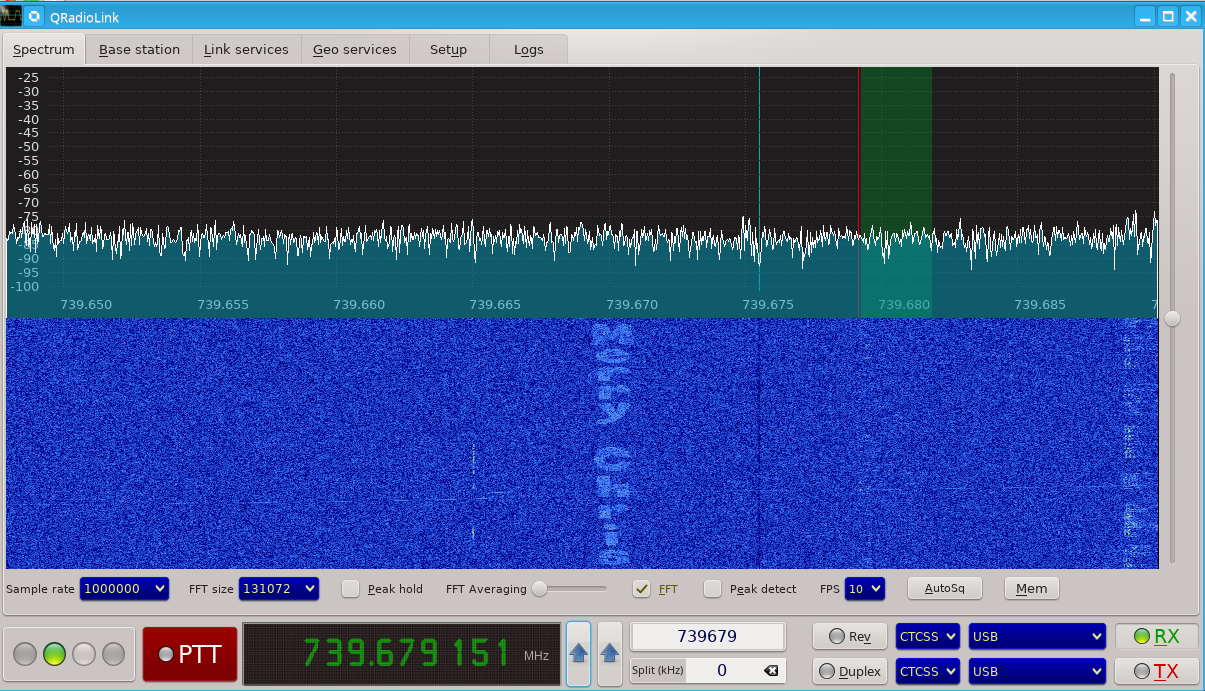 QRadioLink
Spectrum Base station Link services Geo services Setup Logs
-25
-30
-35
-40
-45
-50
-55
-60
-65
-70
-75
-90
-95
-100
739.650 739.655 739.660 739.665 739.670 739.675 739.680 739.685 7
Sample rate 1000000 FFT size 131072 Peak hold FFT Averaging FFT Peak detect FPS 10 AutoSq Mem
PTT 739.679 151 MHz 739679 Rev CTCSS USB RX
Split (kHz) 0 Duplex CTCSS USB TX